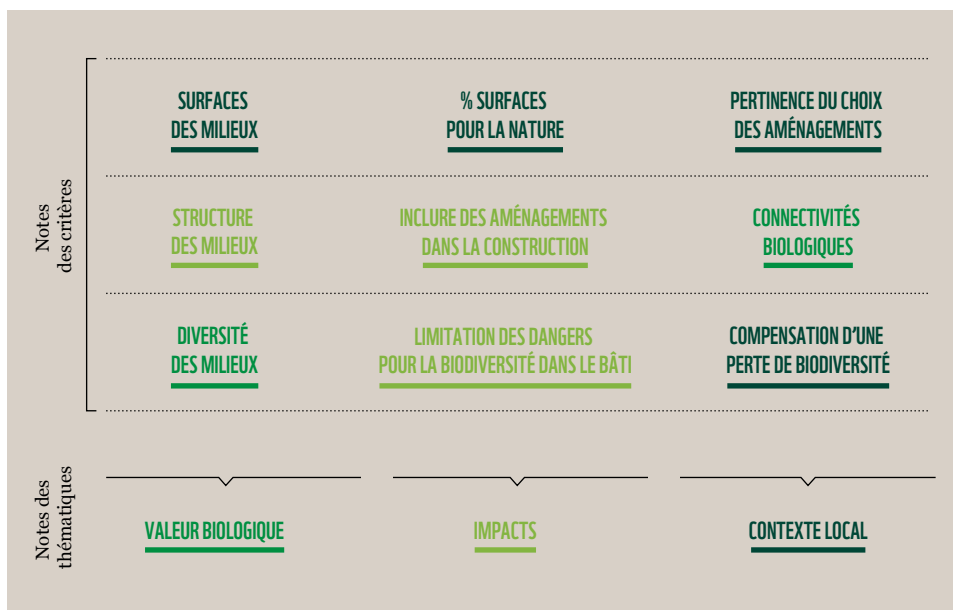 Notes
des critères
SURFACES
DES MILIEUX
% SURFACES
POUR LA NATURE
PERTINENCE DU CHOIX
DES AMÉNAGEMENTS
STRUCTURE
DES MILIEUX
INCLURE DES AMÉNAGEMENTS
DANS LA CONSTRUCTION
CONNECTIVITÉS
BIOLOGIQUES
DIVERSITÉ
DES MILIEUX
LIMITATION DES DANGERS
POUR LA BIODIVERSITÉ DANS LE BÂTI
COMPENSATION D'UNE
PERTE DE BIODIVERSITÉ
Notes des
thématiques
VALEUR BIOLOGIQUE
IMPACTS
CONTEXTE LOCAL